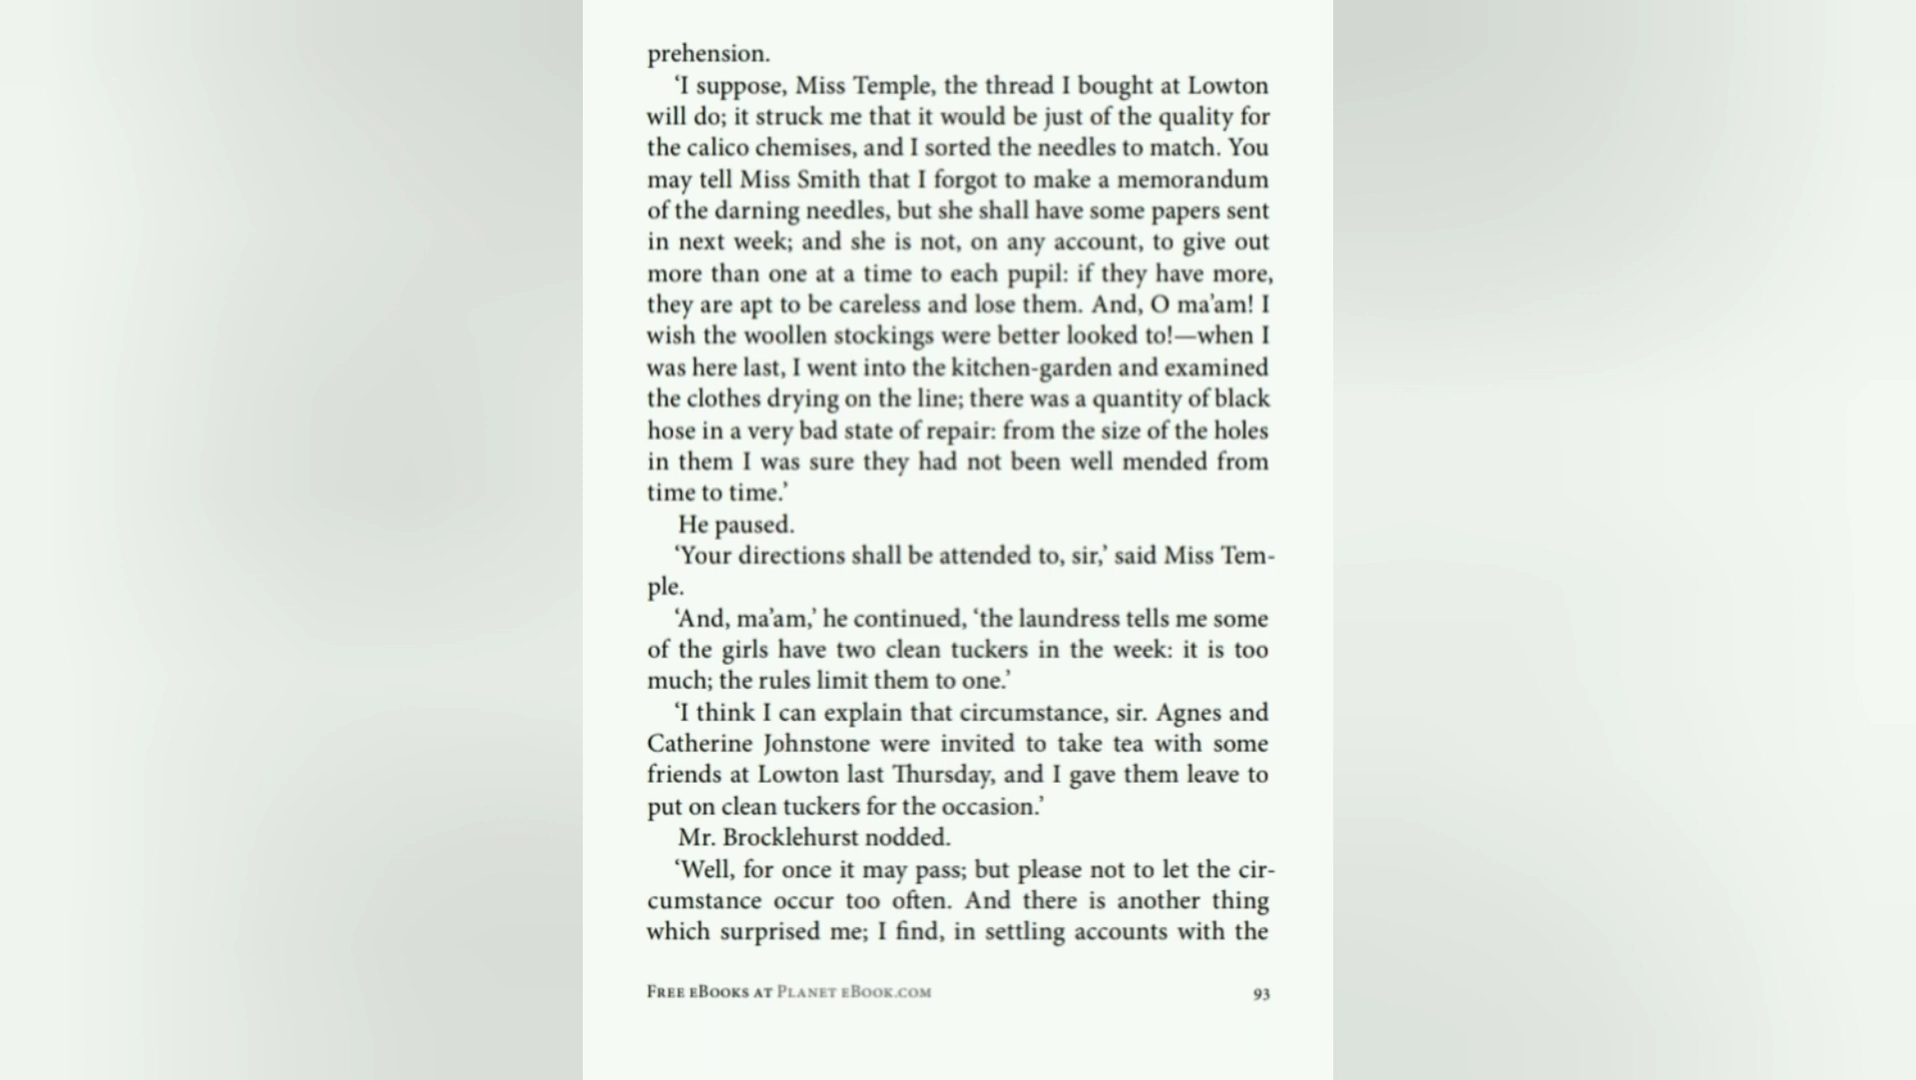 prehension.
‘I suppose, Miss Temple, the thread I bought at Lowton
will do; it struck me that it would be just of the quality for
the calico chemises, and I sorted the needles to match. You
may tell Miss Smith that I forgot to make a memorandum
of the darning needles, but she shall have some papers sent
in next week; and she is not, on any account, to give out
more than one at a time to each pupil: if they have more,
they are apt to be careless and lose them. And, O ma’am! I
wish the woollen stockings were better looked to!—when I
was here last, I went into the kitchen-garden and examined
the clothes drying on the line; there was a quantity of black
hose in a very bad state of repair: from the size of the holes
in them I was sure they had not been well mended from
time to time.’
He paused.
‘Your directions shall be attended to, sir,’ said Miss Tem-
ple.
‘And, ma’am,’ he continued, ‘the laundress tells me some
of the girls have two clean tuckers in the week: it is too
much; the rules limit them to one.’
‘I think I can explain that circumstance, sir. Agnes and
Catherine Johnstone were invited to take tea with some
friends at Lowton last Thursday, and I gave them leave to
put on clean tuckers for the occasion.’
Mr. Brocklehurst nodded.
‘Well, for once it may pass; but please not to let the cir-
cumstance occur too often. And there is another thing
which surprised me; I find, in settling accounts with the
Free eBooks at Planet eBook.com 93